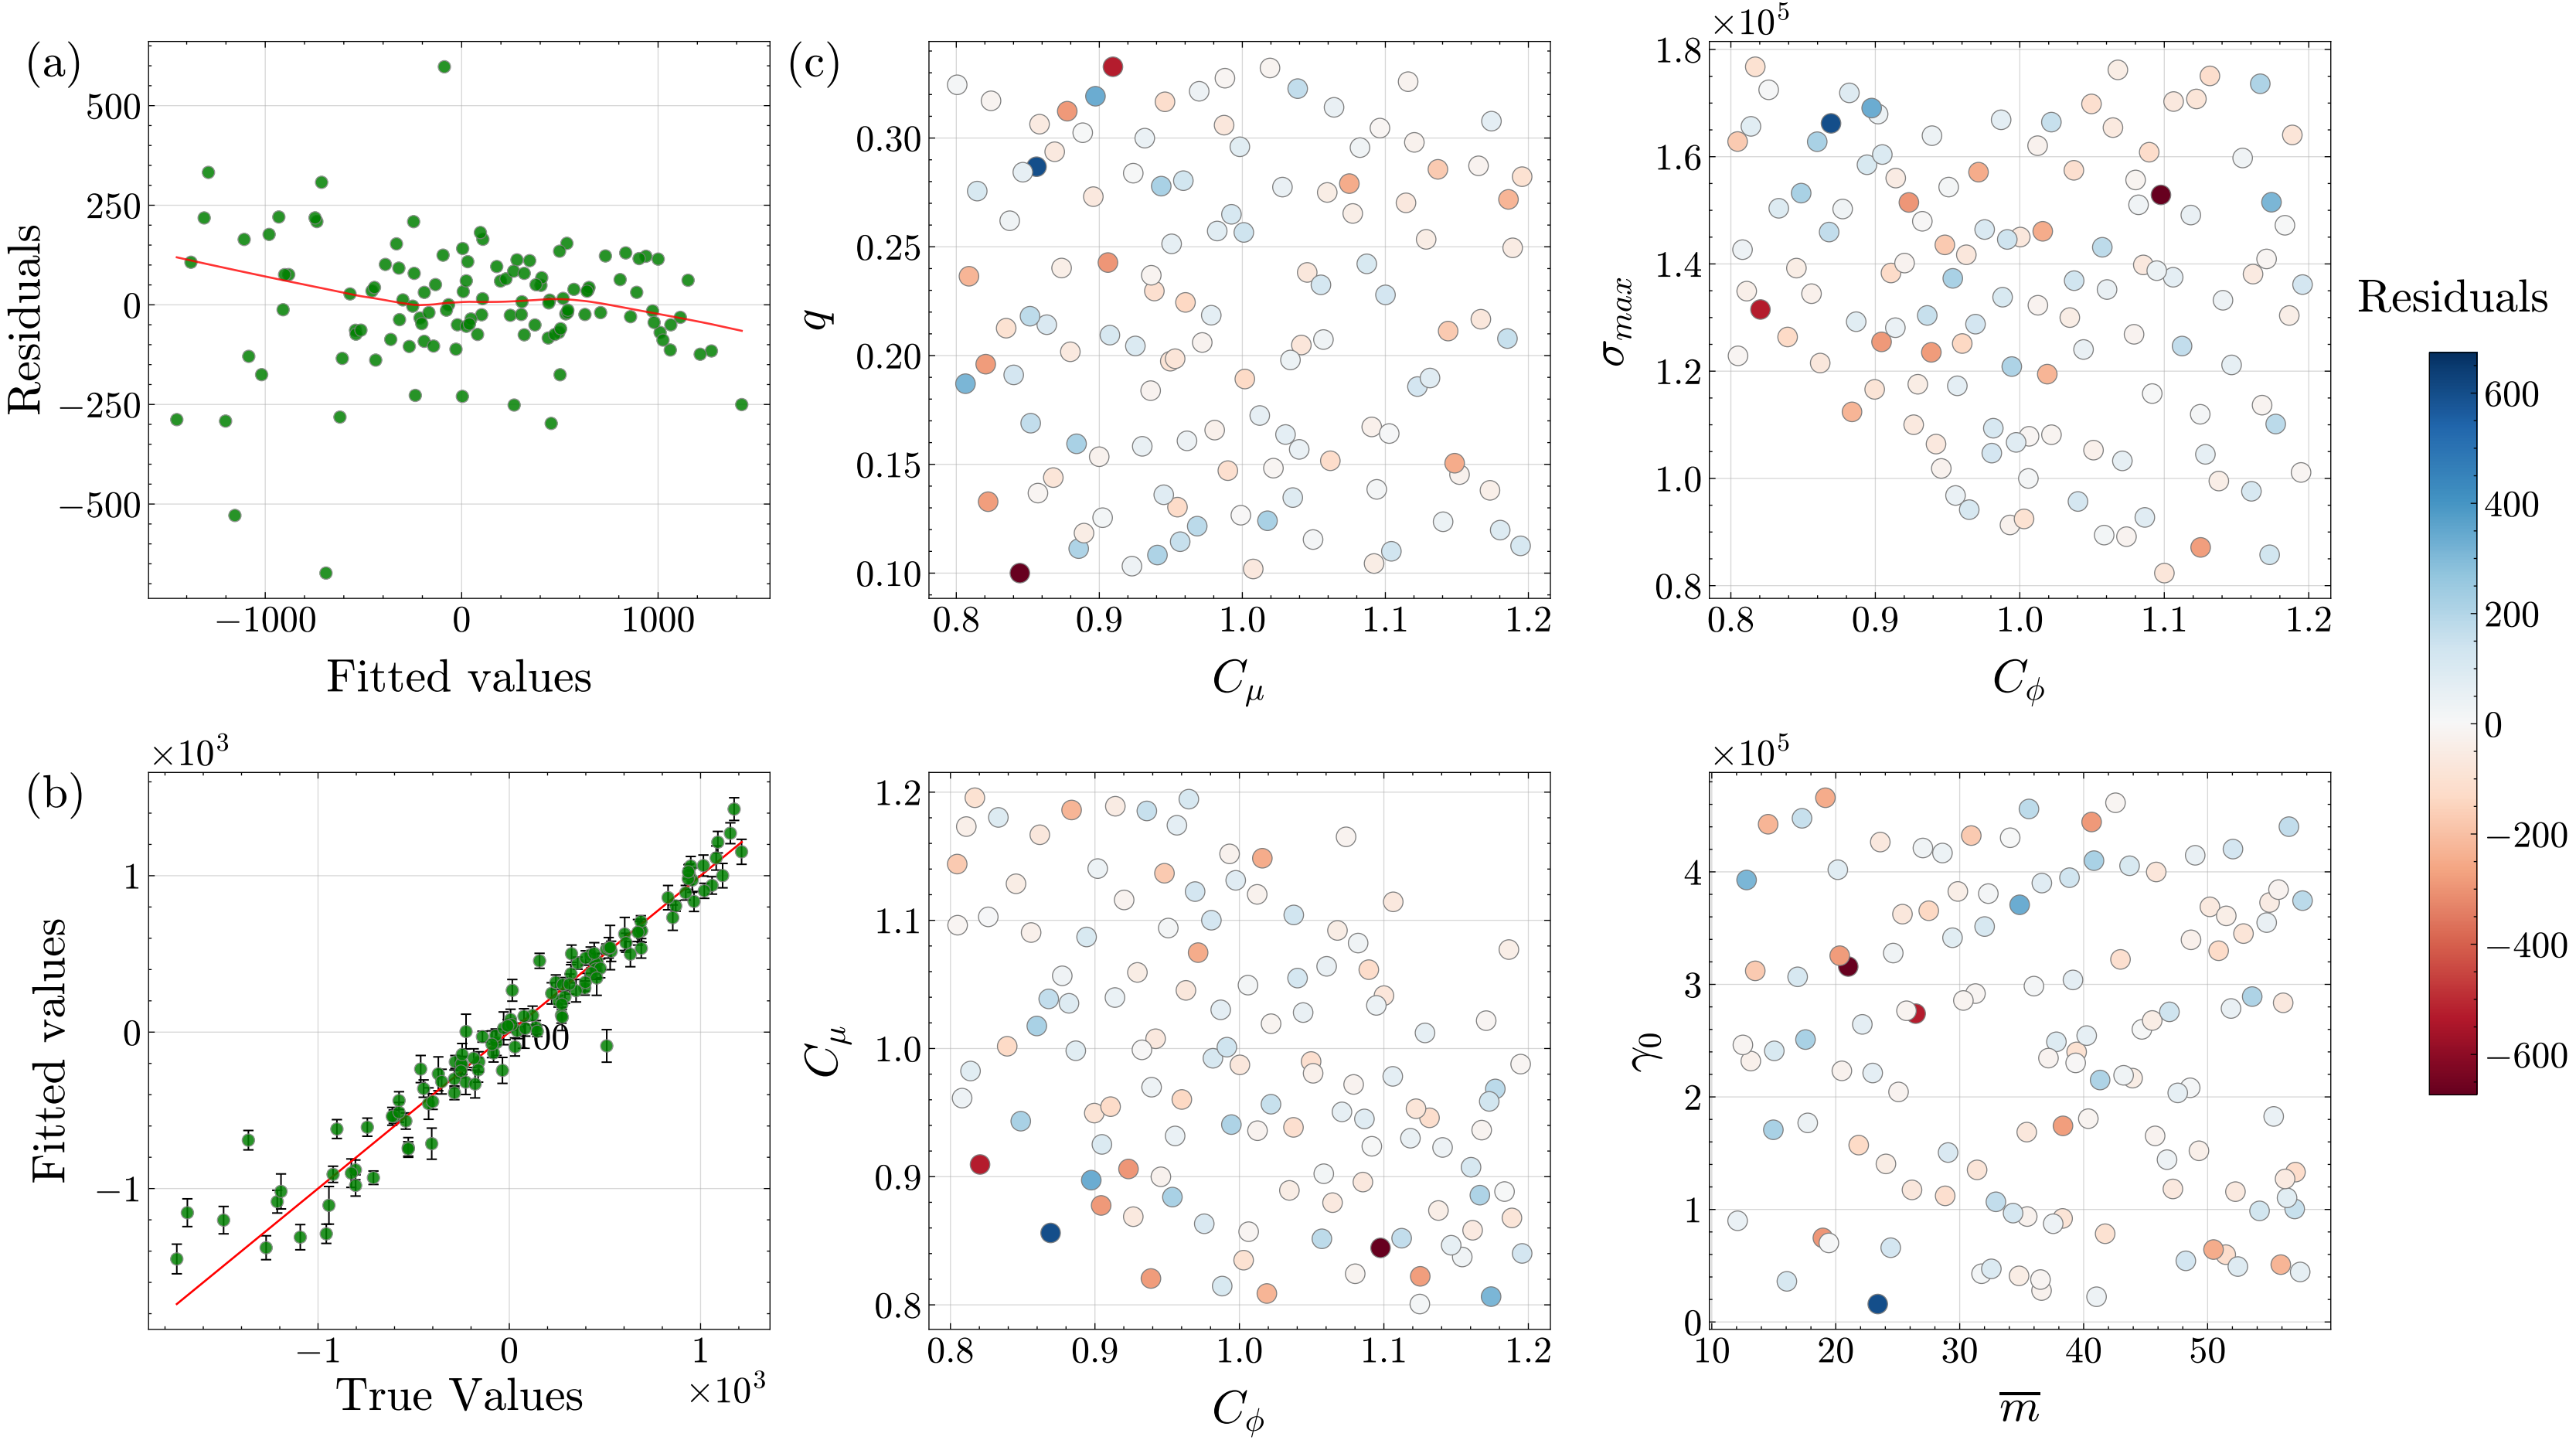 (a)
500
250
0
−250
−500
Residuals
−1000 0 1000
Fitted values
(b)
×10³
1
0
−1
Fitted values
100
−1 0 1
×10³
True Values
(c)
0.30
0.25
0.20
0.15
0.10
q
0.8 0.9 1.0 1.1 1.2
C_μ
×10⁵
1.8
1.6
1.4
1.2
1.0
0.8
σ_max
0.8 0.9 1.0 1.1 1.2
C_ϕ
1.2
1.1
1.0
0.9
0.8
C_μ
0.8 0.9 1.0 1.1 1.2
C_ϕ
×10⁵
4
3
2
1
0
γ₀
10 20 30 40 50
m̅
Residuals
600
400
200
0
−200
−400
−600